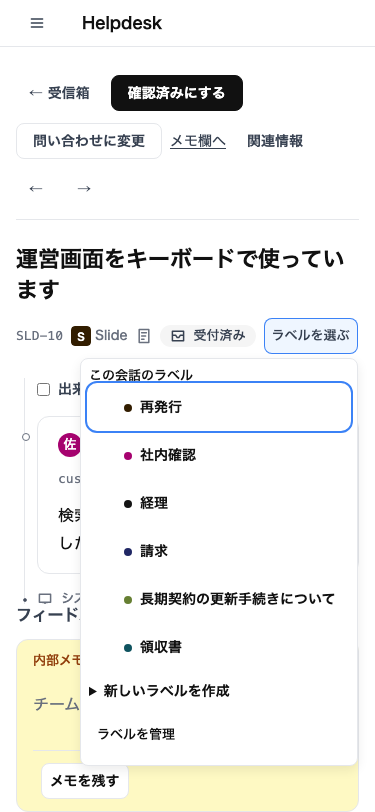 Helpdesk
← 受信箱
確認済みにする
問い合わせに変更
メモ欄へ
関連情報
← →
運営画面をキーボードで使ってい
ます
SLD-10
S Slide
受付済み
ラベルを選ぶ
この会話のラベル
出来
再発行
佐
社内確認
cus
経理
検索
した
請求
長期契約の更新手続きについて
シス
フィード
領収書
内部メモ
新しいラベルを作成
チーム
ラベルを管理
メモを残す